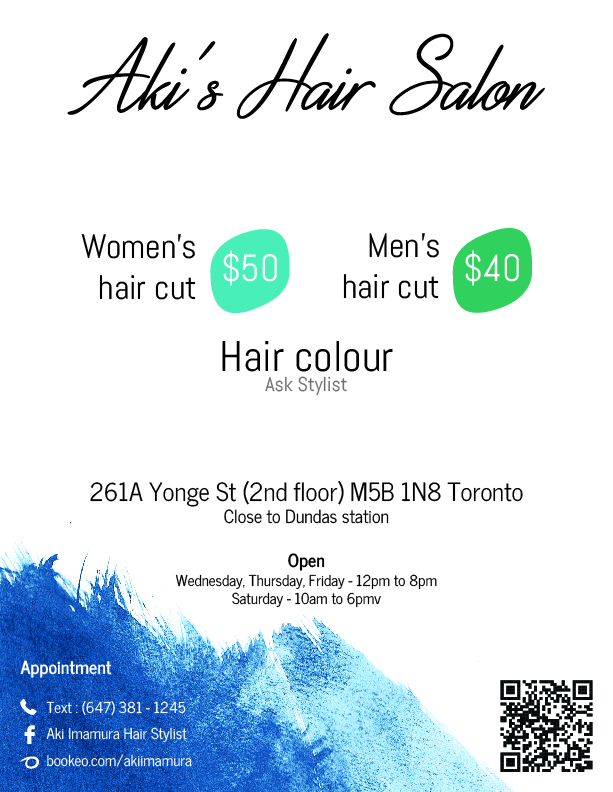 Aki's Hair Salon
Women's
hair cut
$50
Men's
hair cut
$40
Hair colour
Ask Stylist
261A Yonge St (2nd floor) M5B 1N8 Toronto
Close to Dundas station
Open
Wednesday, Thursday, Friday - 12pm to 8pm
Saturday - 10am to 6pmv
Appointment
Text : (647) 381 - 1245
Aki Imamura Hair Stylist
bookeo.com/akiimamura